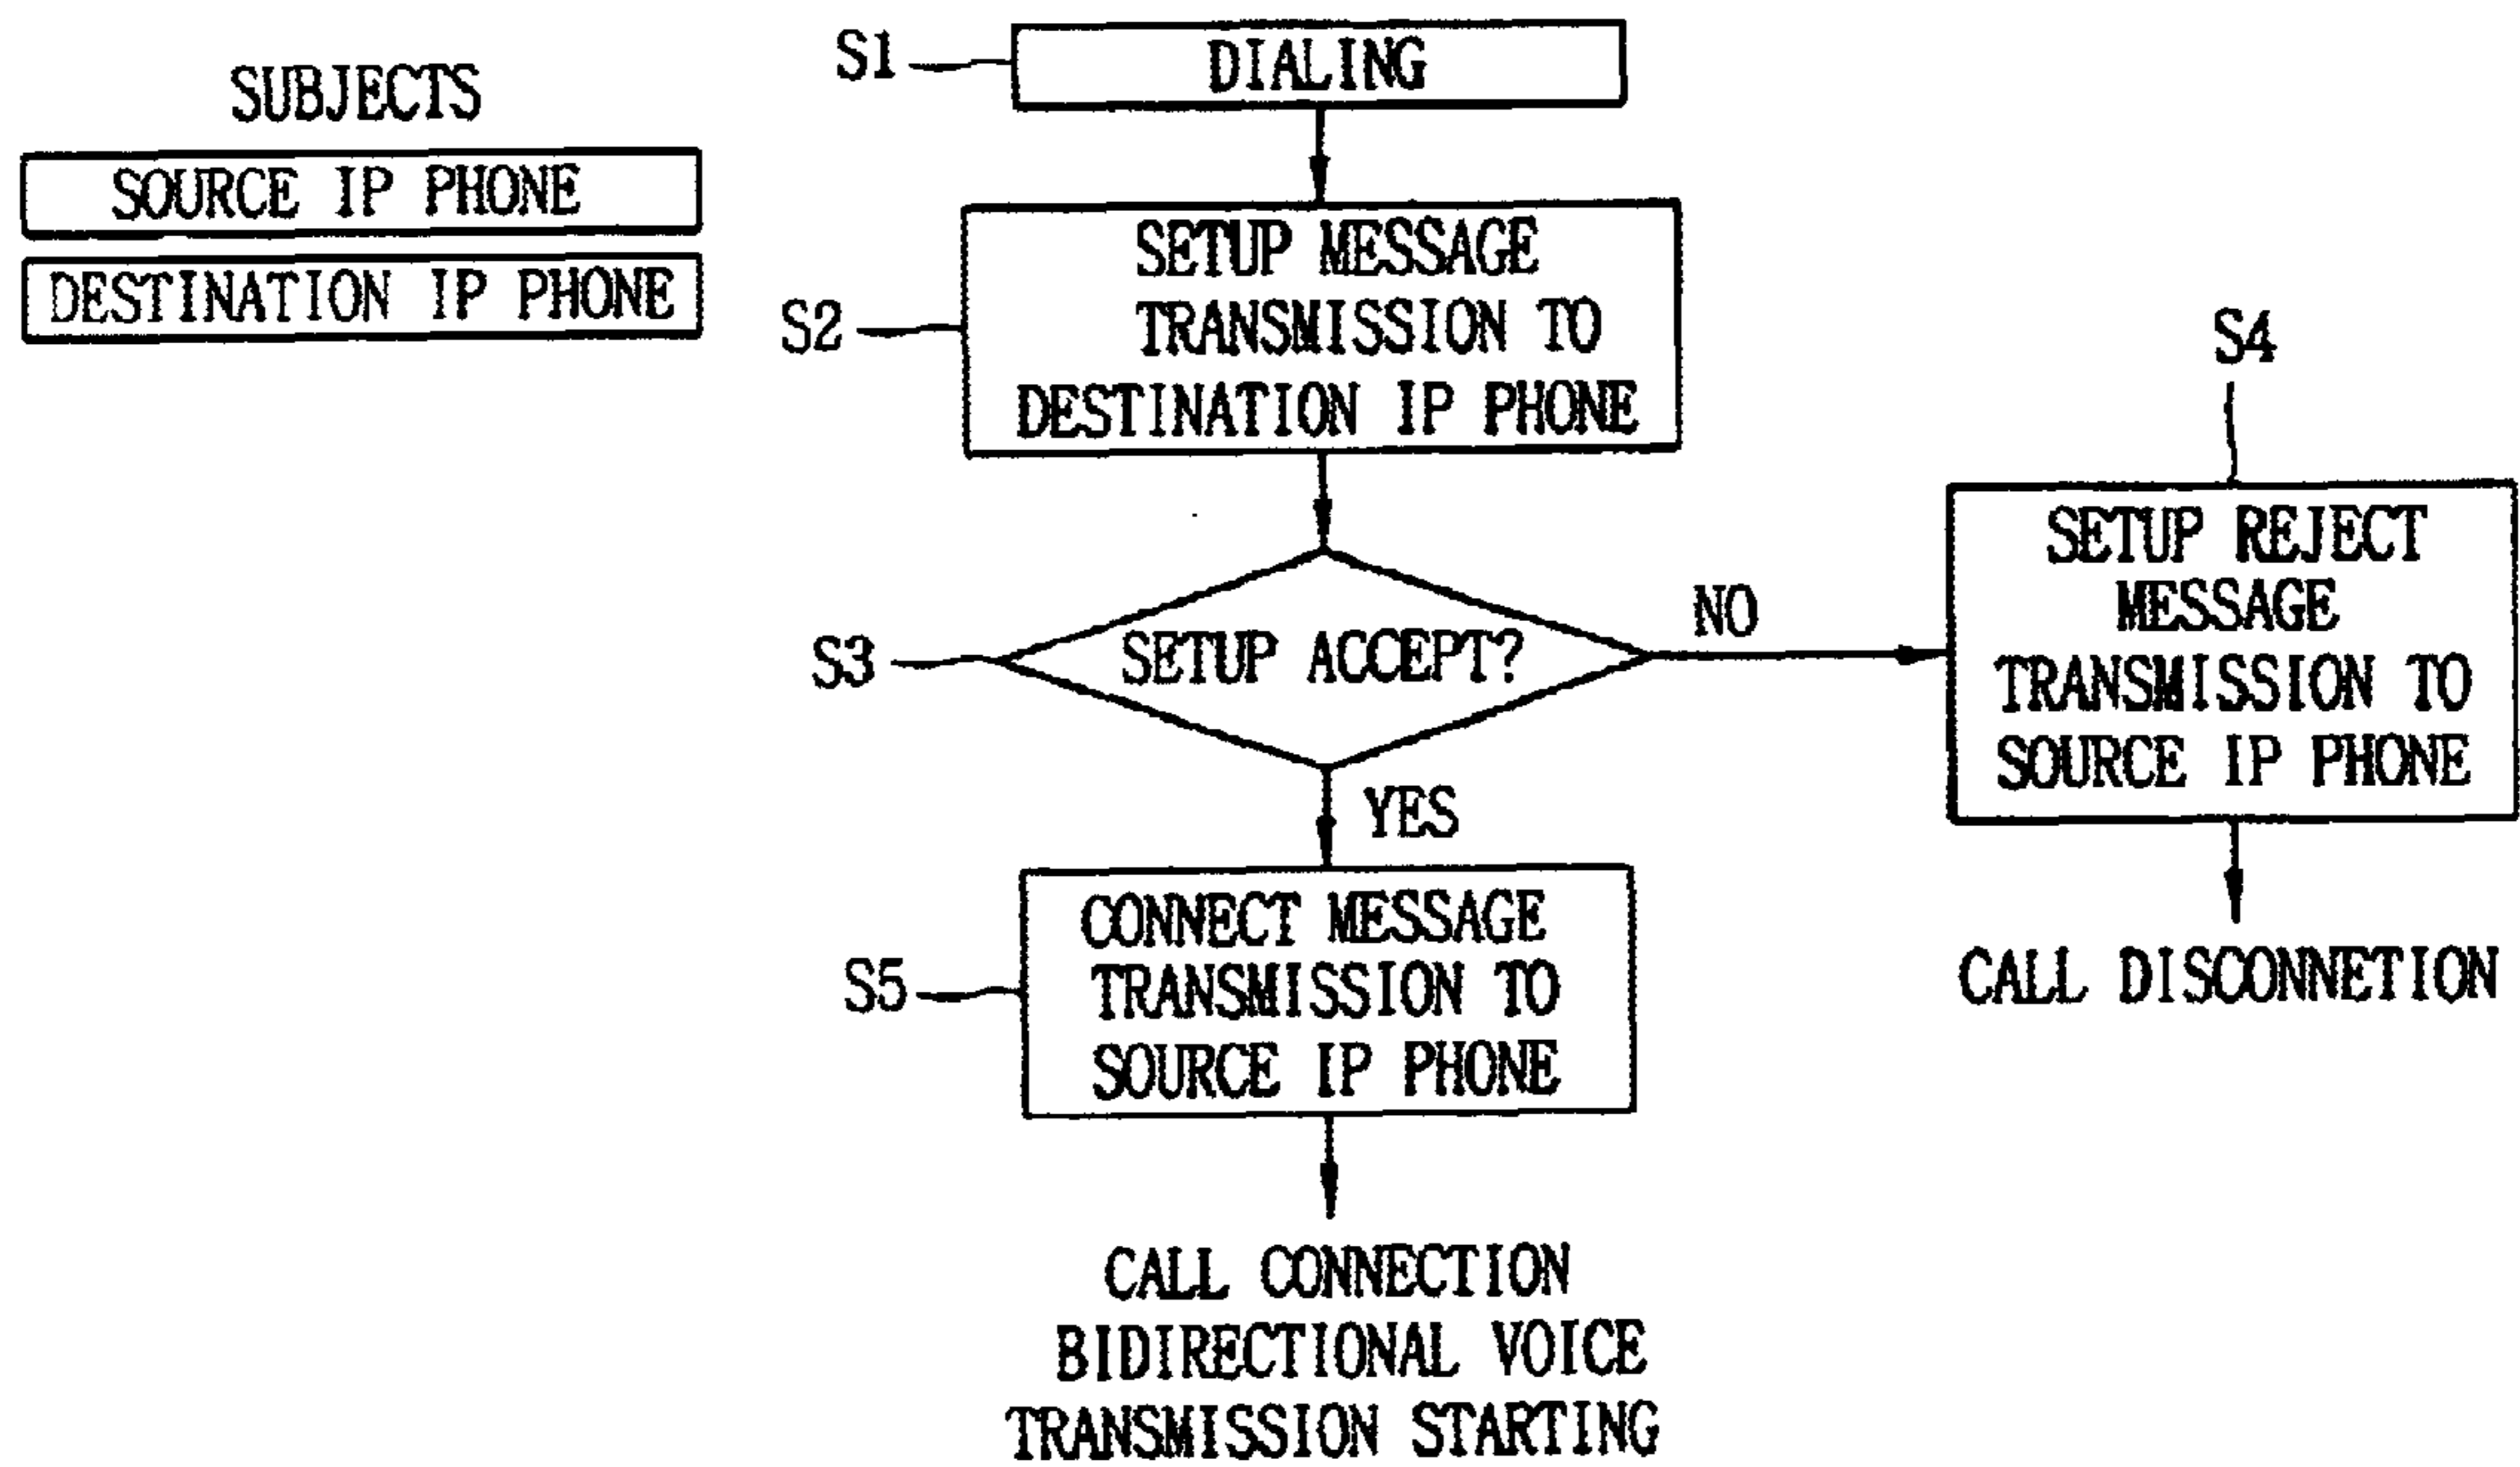 SUBJECTS
SOURCE IP PHONE
DESTINATION IP PHONE
S1
DIALING
S2
SETUP MESSAGE
TRANSMISSION TO
DESTINATION IP PHONE
S3
SETUP ACCEPT?
NO
YES
S4
SETUP REJECT
MESSAGE
TRANSMISSION TO
SOURCE IP PHONE
CALL DISCONNETION
S5
CONNECT MESSAGE
TRANSMISSION TO
SOURCE IP PHONE
CALL CONNECTION
BIDIRECTIONAL VOICE
TRANSMISSION STARTING